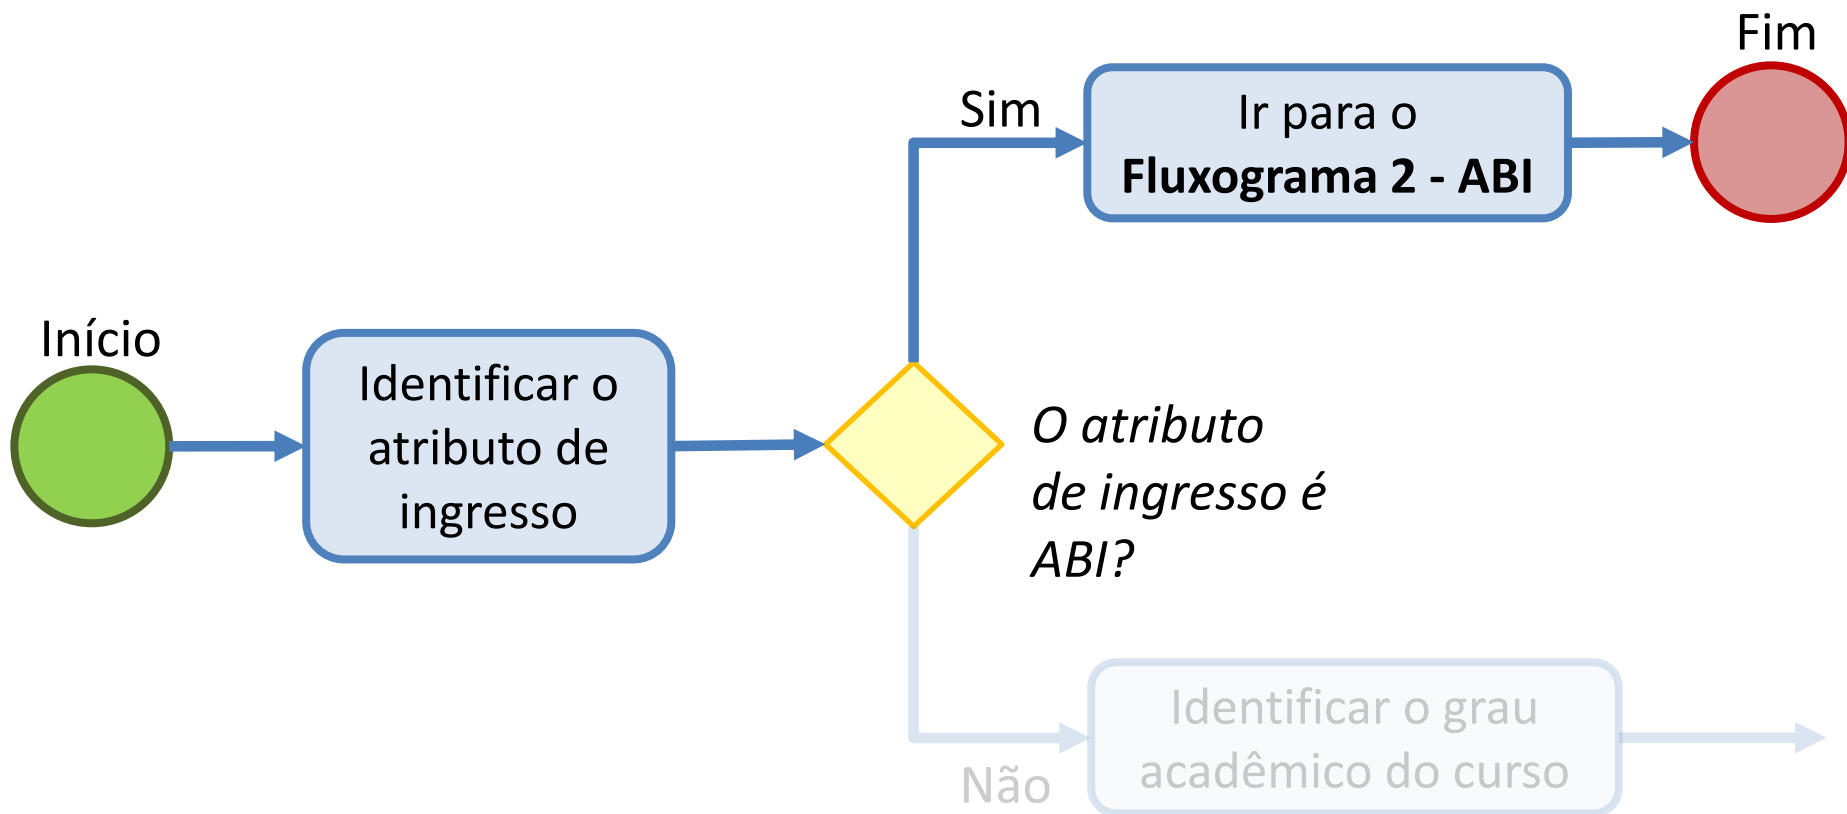 Fim
Sim
Ir para o
Fluxograma 2 - ABI
Início
Identificar o
atributo de
ingresso
O atributo
de ingresso é
ABI?
Identificar o grau
acadêmico do curso
Não